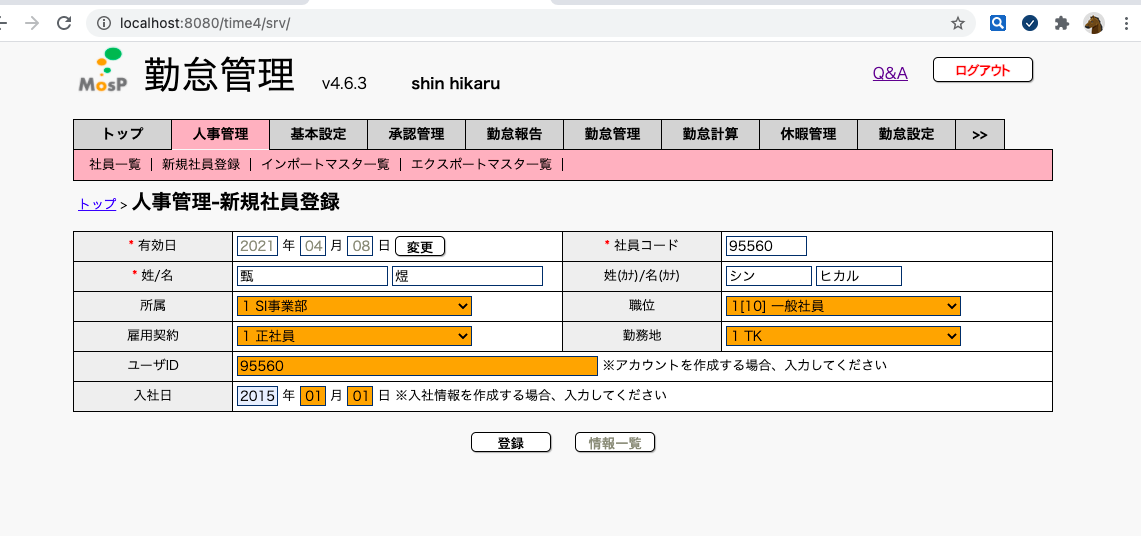 localhost:8080/time4/srv/
MosP 勤怠管理 v4.6.3 shin hikaru Q&A ログアウト
トップ 人事管理 基本設定 承認管理 勤怠報告 勤怠管理 勤怠計算 休暇管理 勤怠設定 >>
社員一覧 | 新規社員登録 | インポートマスタ一覧 | エクスポートマスタ一覧 |
トップ > 人事管理-新規社員登録
* 有効日 2021 年 04 月 08 日 変更 * 社員コード 95560
* 姓/名 甄 煜 姓(ｶﾅ)/名(ｶﾅ) シン ヒカル
所属 1 SI事業部 職位 1[10] 一般社員
雇用契約 1 正社員 勤務地 1 TK
ユーザID 95560 ※アカウントを作成する場合、入力してください
入社日 2015 年 01 月 01 日 ※入社情報を作成する場合、入力してください
登録 情報一覧